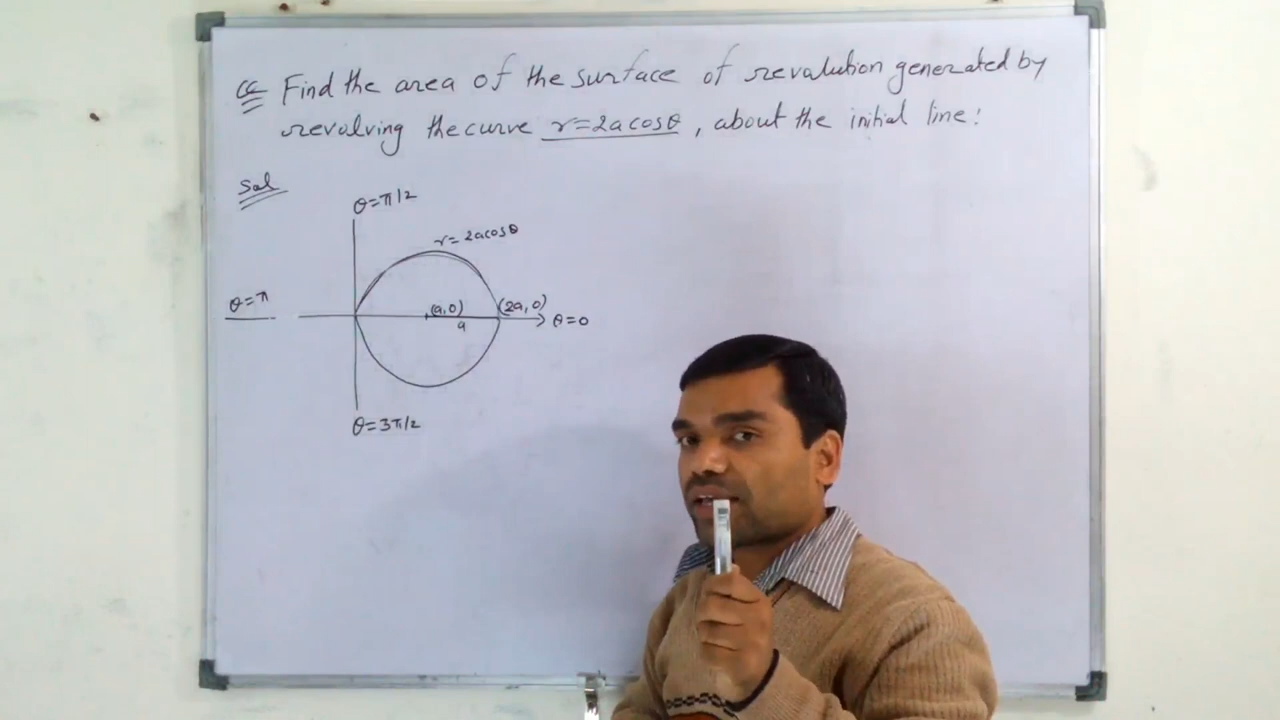 Q Find the area of the surface of revalution generated by
revolving the curve r=2acosθ, about the initial line:
Sol
θ=π/2
r=2acosθ
θ=π
(a,0)
(2a,0)
a
θ=0
θ=3π/2